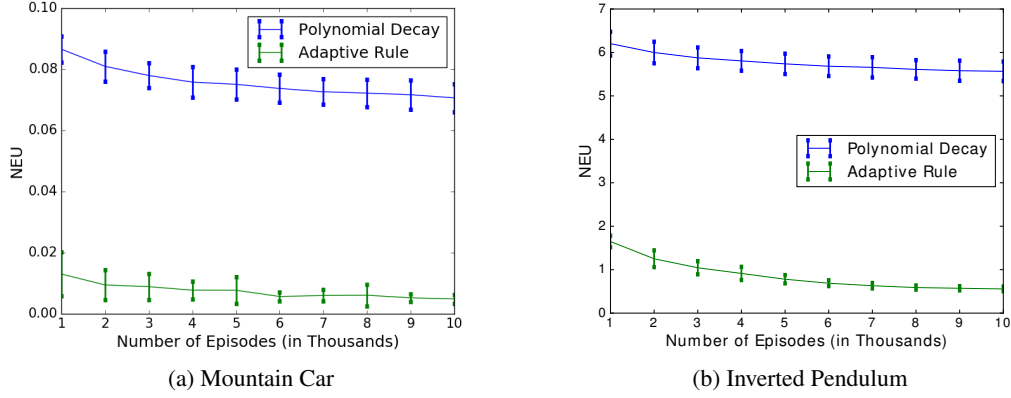 0.10
0.08
0.06
0.04
0.02
0.00
NEU
Polynomial Decay
Adaptive Rule
1 2 3 4 5 6 7 8 9 10
Number of Episodes (in Thousands)
(a) Mountain Car
7
6
5
4
3
2
1
0
NEU
Polynomial Decay
Adaptive Rule
1 2 3 4 5 6 7 8 9 10
Number of Episodes (in Thousands)
(b) Inverted Pendulum